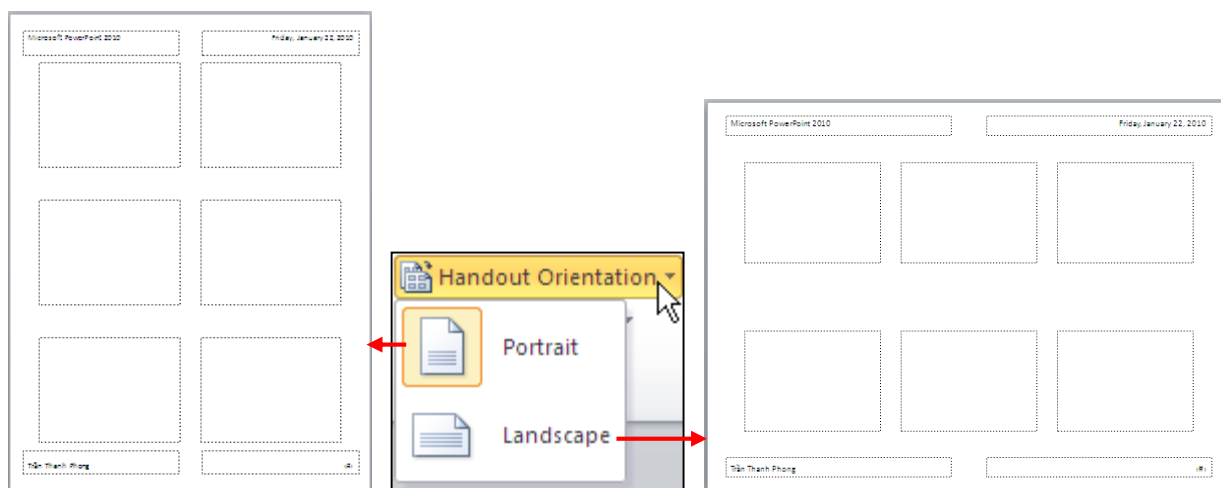 Microsoft PowerPoint 2010
Friday, January 22, 2010
Trần Thanh Phong
‹#›
Handout Orientation
Portrait
Landscape
Microsoft PowerPoint 2010
Friday, January 22, 2010
Trần Thanh Phong
‹#›